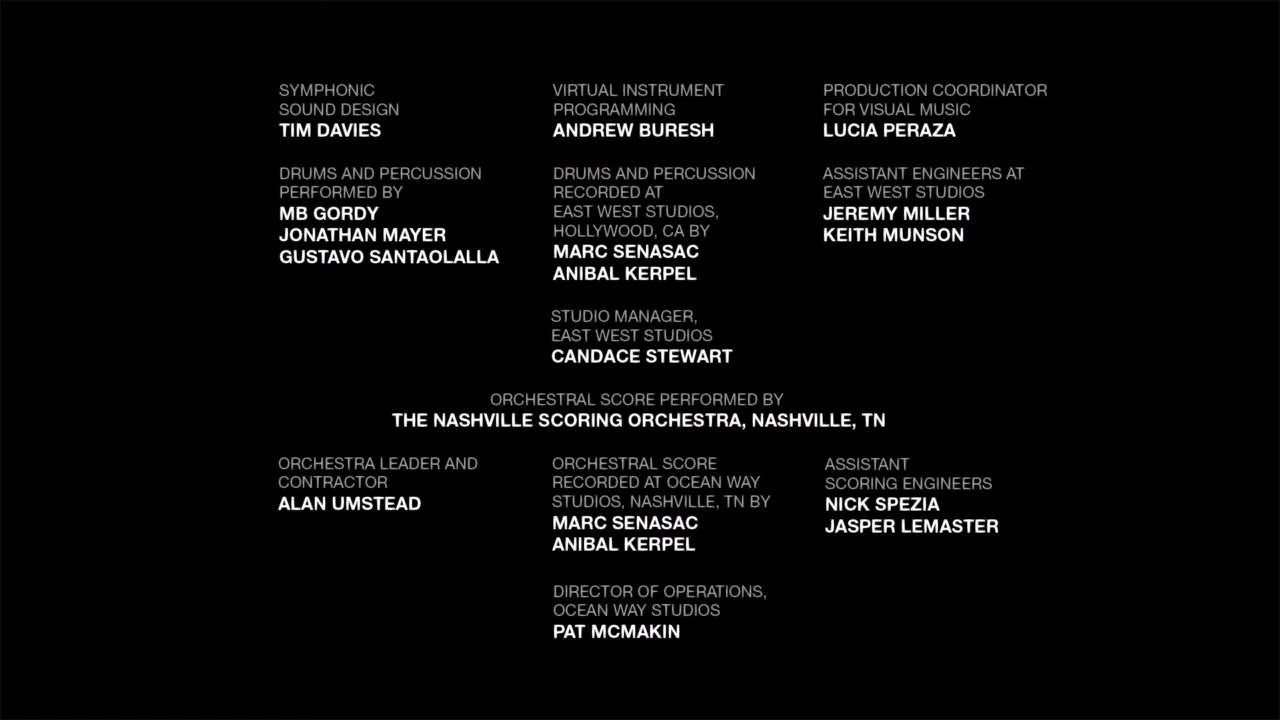 SYMPHONIC
SOUND DESIGN
TIM DAVIES
VIRTUAL INSTRUMENT
PROGRAMMING
ANDREW BURESH
PRODUCTION COORDINATOR
FOR VISUAL MUSIC
LUCIA PERAZA
DRUMS AND PERCUSSION
PERFORMED BY
MB GORDY
JONATHAN MAYER
GUSTAVO SANTAOLALLA
DRUMS AND PERCUSSION
RECORDED AT
EAST WEST STUDIOS,
HOLLYWOOD, CA BY
MARC SENASAC
ANIBAL KERPEL
ASSISTANT ENGINEERS AT
EAST WEST STUDIOS
JEREMY MILLER
KEITH MUNSON
STUDIO MANAGER,
EAST WEST STUDIOS
CANDACE STEWART
ORCHESTRAL SCORE PERFORMED BY
THE NASHVILLE SCORING ORCHESTRA, NASHVILLE, TN
ORCHESTRA LEADER AND
CONTRACTOR
ALAN UMSTEAD
ORCHESTRAL SCORE
RECORDED AT OCEAN WAY
STUDIOS, NASHVILLE, TN BY
MARC SENASAC
ANIBAL KERPEL
ASSISTANT
SCORING ENGINEERS
NICK SPEZIA
JASPER LEMASTER
DIRECTOR OF OPERATIONS,
OCEAN WAY STUDIOS
PAT MCMAKIN